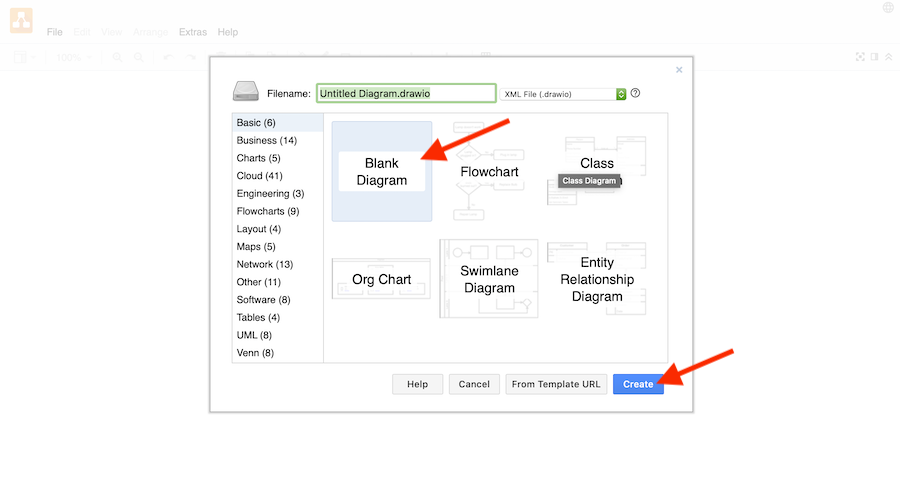 File Edit View Arrange Extras Help
100%
Filename: Untitled Diagram.drawio XML File (.drawio)
Basic (6)
Business (14)
Charts (5)
Cloud (41)
Engineering (3)
Flowcharts (9)
Layout (4)
Maps (5)
Network (13)
Other (11)
Software (8)
Tables (4)
UML (8)
Venn (8)
Blank
Diagram
Flowchart
Class
Class Diagram
Org Chart
Swimlane
Diagram
Entity
Relationship
Diagram
Help Cancel From Template URL Create